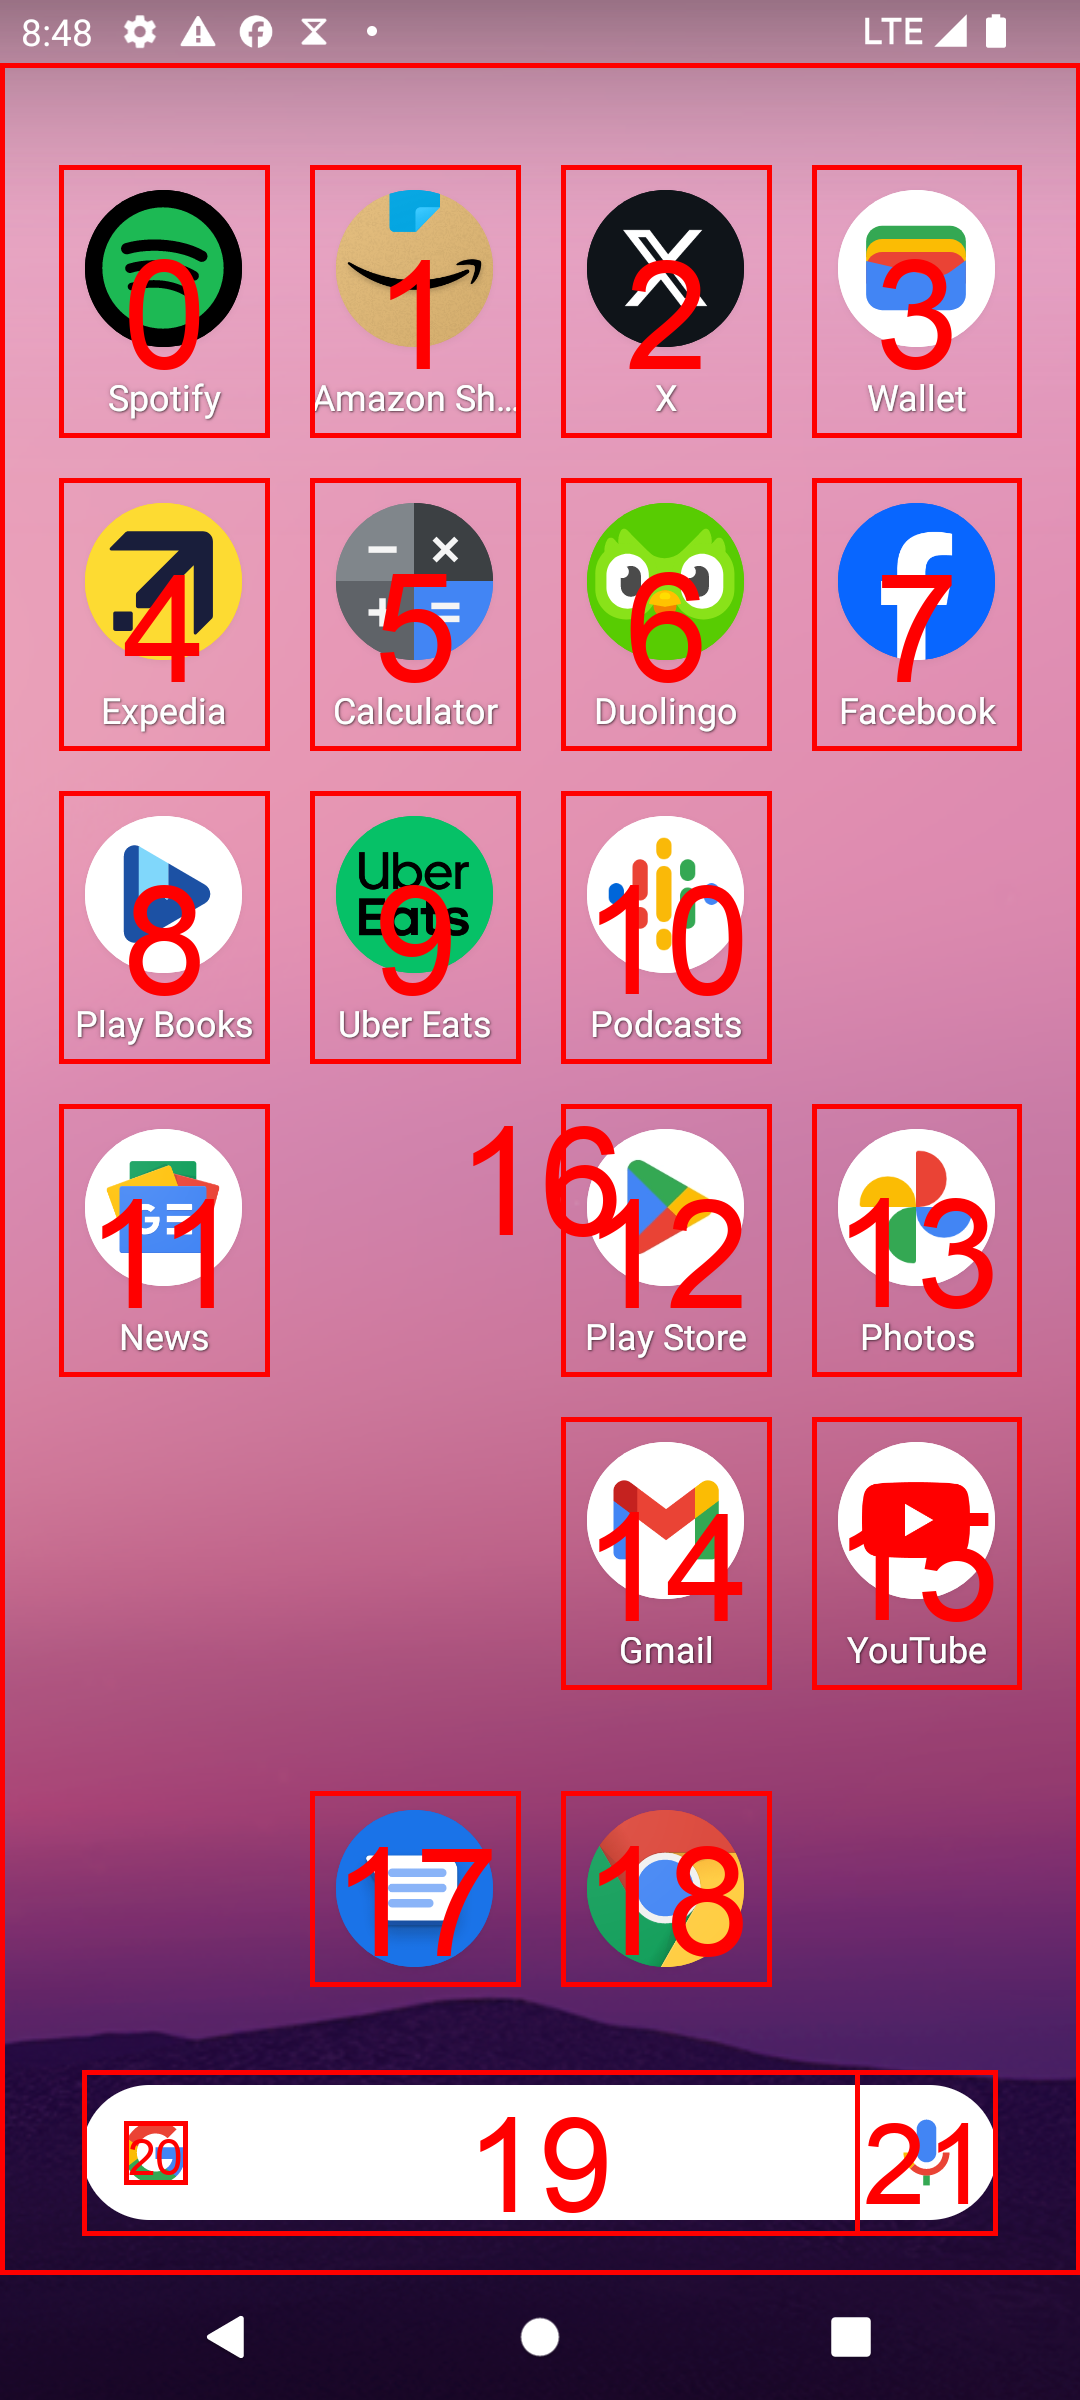 8:48 LTE
0 1 2 3
Spotify Amazon Sh... X Wallet
4 5 6 7
Expedia Calculator Duolingo Facebook
Uber
Eats
8 9 10
Play Books Uber Eats Podcasts
16
GE
11 12 13
News Play Store Photos
14 15
Gmail YouTube
17 18
20 19 21